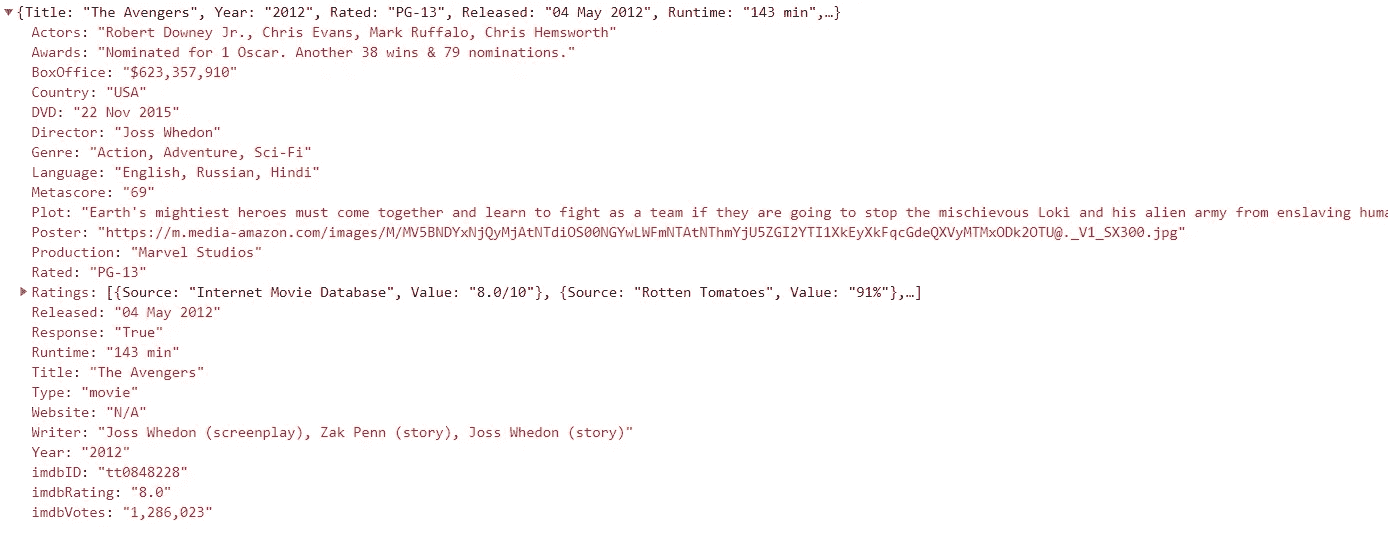 {Title: "The Avengers", Year: "2012", Rated: "PG-13", Released: "04 May 2012", Runtime: "143 min",…}
Actors: "Robert Downey Jr., Chris Evans, Mark Ruffalo, Chris Hemsworth"
Awards: "Nominated for 1 Oscar. Another 38 wins & 79 nominations."
BoxOffice: "$623,357,910"
Country: "USA"
DVD: "22 Nov 2015"
Director: "Joss Whedon"
Genre: "Action, Adventure, Sci-Fi"
Language: "English, Russian, Hindi"
Metascore: "69"
Plot: "Earth's mightiest heroes must come together and learn to fight as a team if they are going to stop the mischievous Loki and his alien army from enslaving huma
Poster: "https://m.media-amazon.com/images/M/MV5BNDYxNjQyMjAtNTdiOS00NGYwLWFmNTAtNThmYjU5ZGI2YTI1XkEyXkFqcGdeQXVyMTMxODk2OTU@._V1_SX300.jpg"
Production: "Marvel Studios"
Rated: "PG-13"
Ratings: [{Source: "Internet Movie Database", Value: "8.0/10"}, {Source: "Rotten Tomatoes", Value: "91%"},…]
Released: "04 May 2012"
Response: "True"
Runtime: "143 min"
Title: "The Avengers"
Type: "movie"
Website: "N/A"
Writer: "Joss Whedon (screenplay), Zak Penn (story), Joss Whedon (story)"
Year: "2012"
imdbID: "tt0848228"
imdbRating: "8.0"
imdbVotes: "1,286,023"